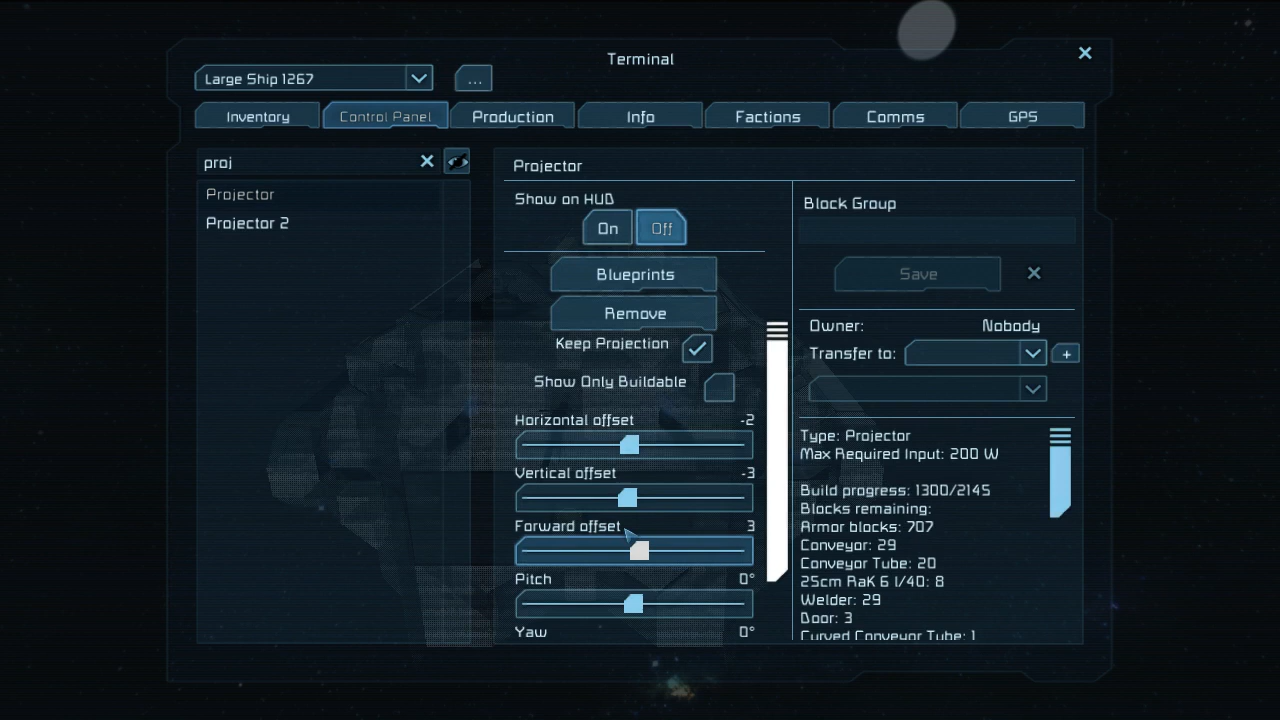 Terminal
Large Ship 1267
...
Inventory
Control Panel
Production
Info
Factions
Comms
GPS
proj
Projector
Projector 2
Projector
Show on HUD
On
Off
Blueprints
Remove
Keep Projection
Show Only Buildable
Horizontal offset -2
Vertical offset -3
Forward offset 3
Pitch 0°
Yaw 0°
Block Group
Save
Owner: Nobody
Transfer to:
+
Type: Projector
Max Required Input: 200 W
Build progress: 1300/2145
Blocks remaining:
Armor blocks: 707
Conveyor: 29
Conveyor Tube: 20
25cm RaK 6 l/40: 8
Welder: 29
Door: 3
Curved Conveyor Tube: 1